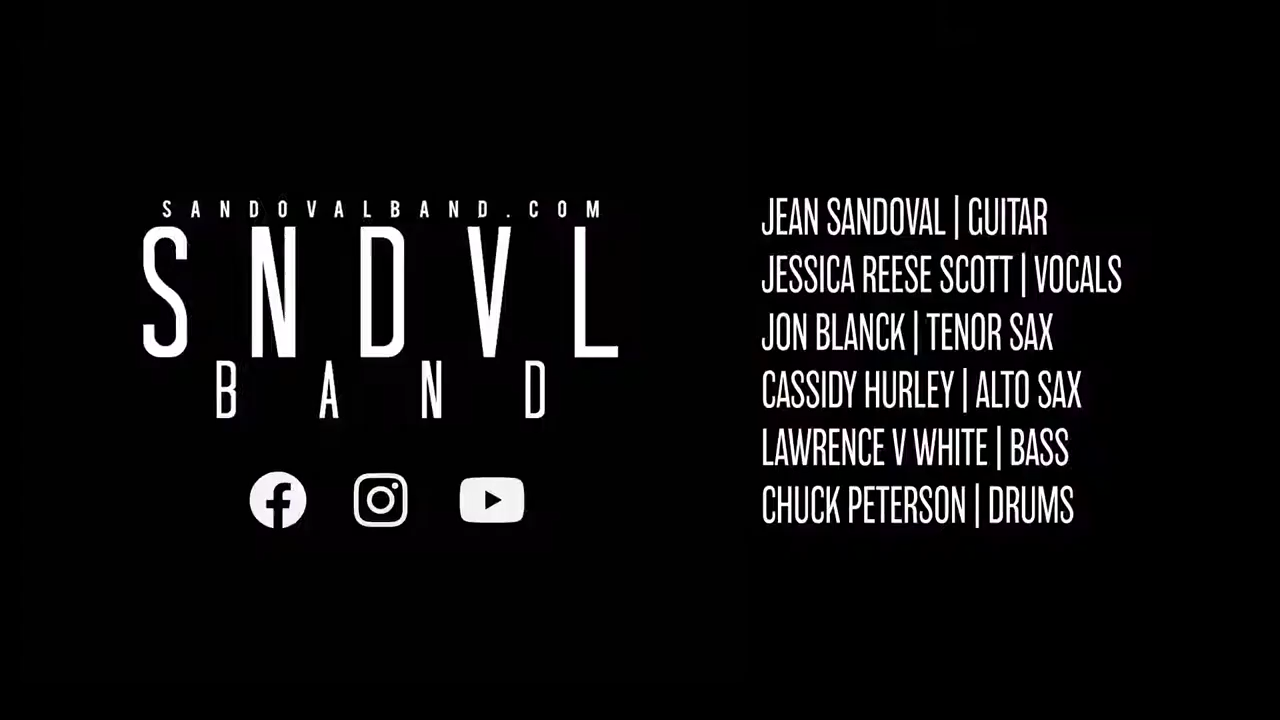 SANDOVALBAND.COM
SNDVL
BAND
JEAN SANDOVAL | GUITAR
JESSICA REESE SCOTT | VOCALS
JON BLANCK | TENOR SAX
CASSIDY HURLEY | ALTO SAX
LAWRENCE V WHITE | BASS
CHUCK PETERSON | DRUMS